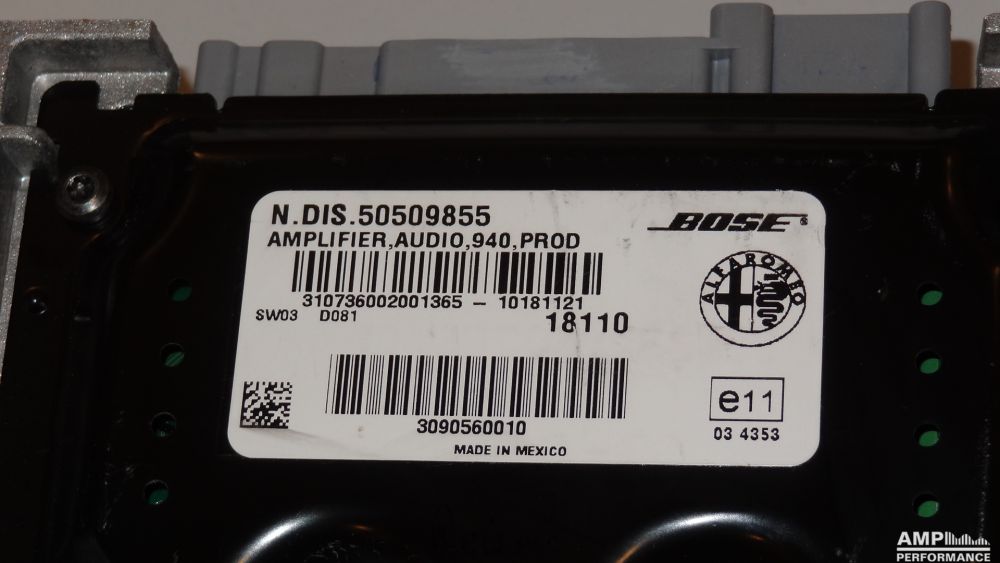 N.DIS.50509855
BOSE
AMPLIFIER,AUDIO,940,PROD
310736002001365 - 10181121
SW03 D081
18110
ALFA ROMEO
3090560010
e11
03 4353
MADE IN MEXICO
AMP
PERFORMANCE